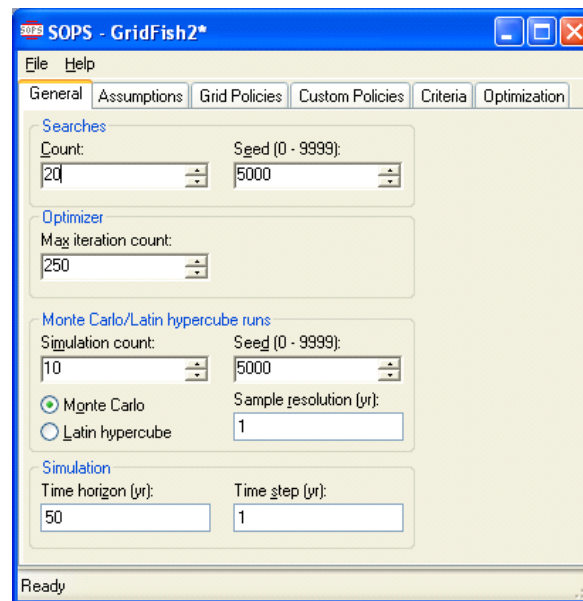 SOPS SOPS - GridFish2*
File Help
General Assumptions Grid Policies Custom Policies Criteria Optimization
Searches
Count: Seed (0 - 9999):
20 5000
Optimizer
Max iteration count:
250
Monte Carlo/Latin hypercube runs
Simulation count: Seed (0 - 9999):
10 5000
Monte Carlo Sample resolution (yr):
Latin hypercube 1
Simulation
Time horizon (yr): Time step (yr):
50 1
Ready